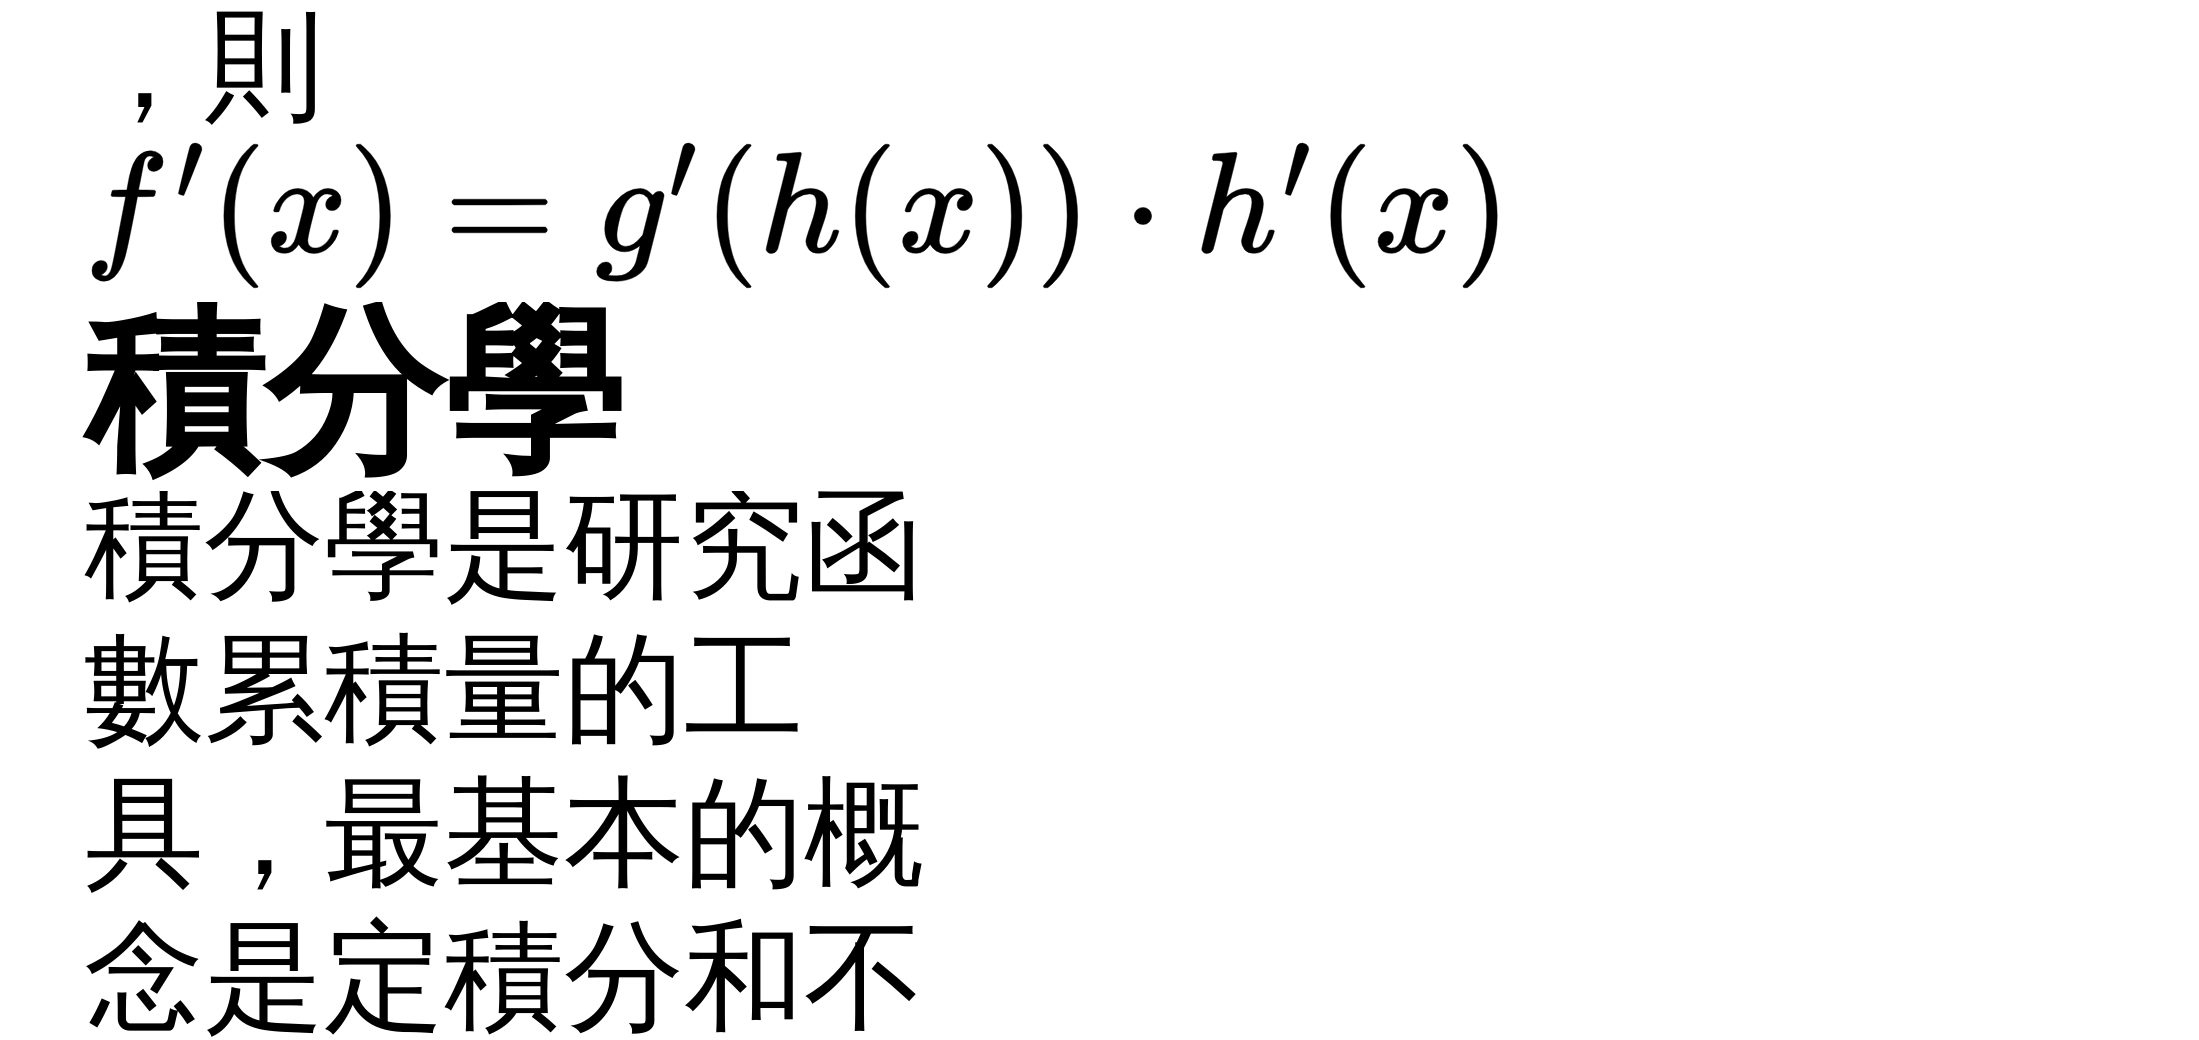 ，則
f′(x) = g′(h(x)) · h′(x)
積分學
積分學是研究函
數累積量的工
具，最基本的概
念是定積分和不